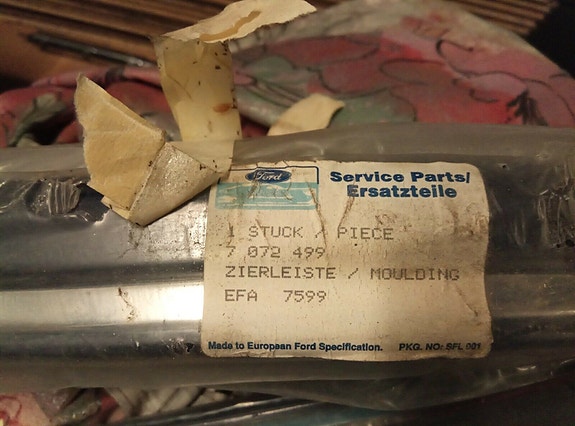 Ford
Service Parts/
Ersatzteile
1 STUCK / PIECE
7 072 499
ZIERLEISTE / MOULDING
EFA 7599
Made to European Ford Specification. PKG. NO: SFL 001